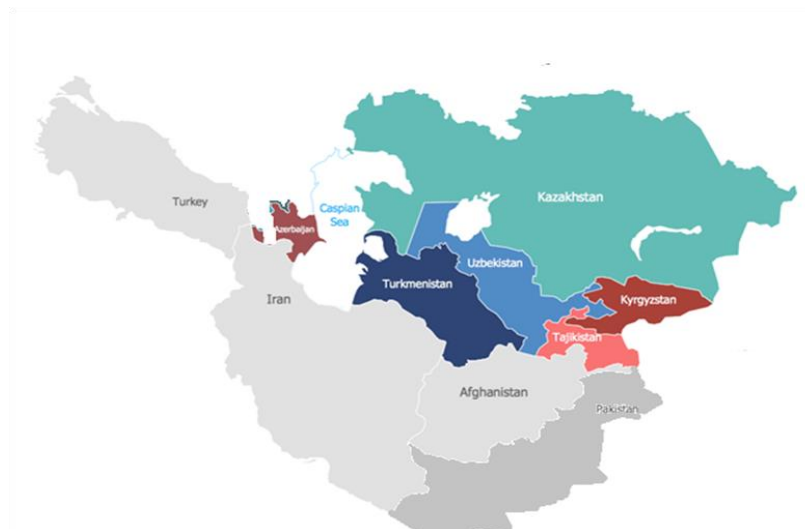 Kazakhstan
Turkey
Caspian
Sea
Azerbaijan
Uzbekistan
Turkmenistan
Iran
Kyrgyzstan
Tajikistan
Afghanistan
Pakistan